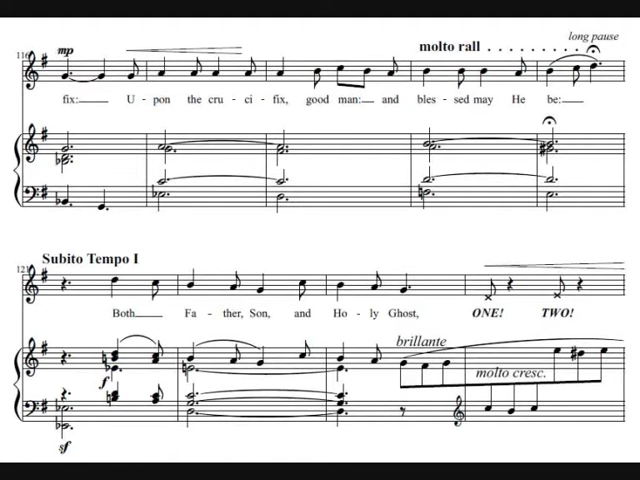 long pause
116 mp molto rall . . . . . . . . .
fix: U - pon the cru - ci - fix, good man: and bles - sed may He be:
Subito Tempo I
121
Both Fa - ther, Son, and Ho - ly Ghost, ONE! TWO!
brillante
f molto cresc.
sf